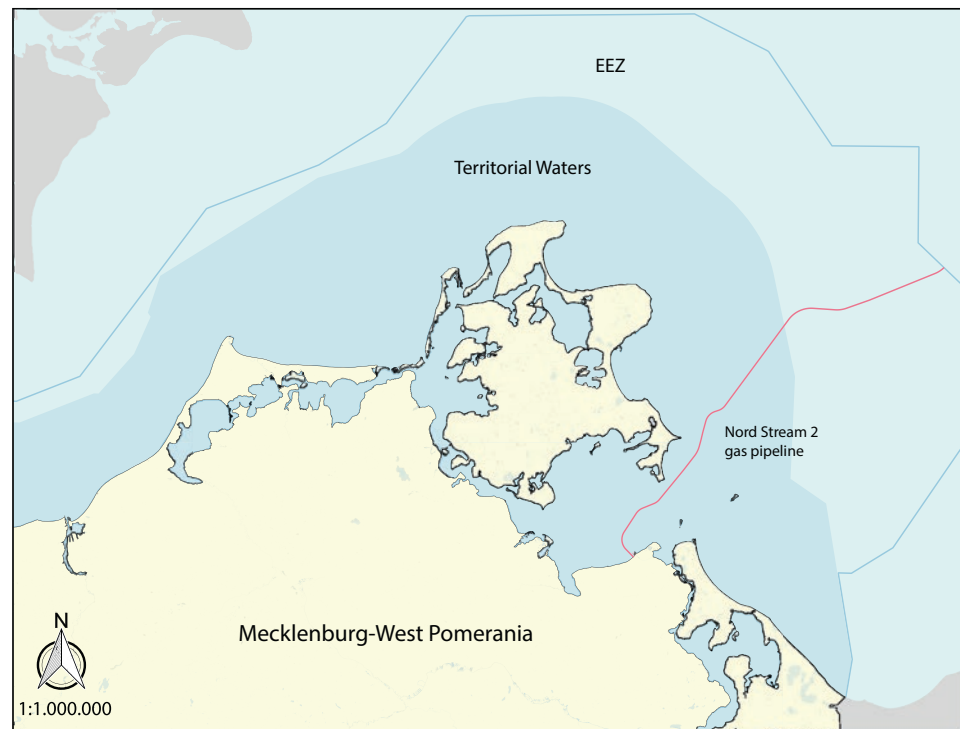 EEZ
Territorial Waters
Nord Stream 2
gas pipeline
Mecklenburg-West Pomerania
N
1:1.000.000